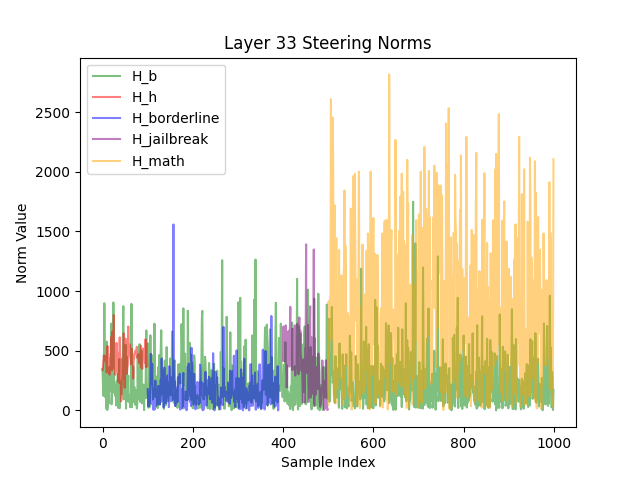 Layer 33 Steering Norms
H_b
H_h
H_borderline
H_jailbreak
H_math
Norm Value
2500
2000
1500
1000
500
0
0 200 400 600 800 1000
Sample Index